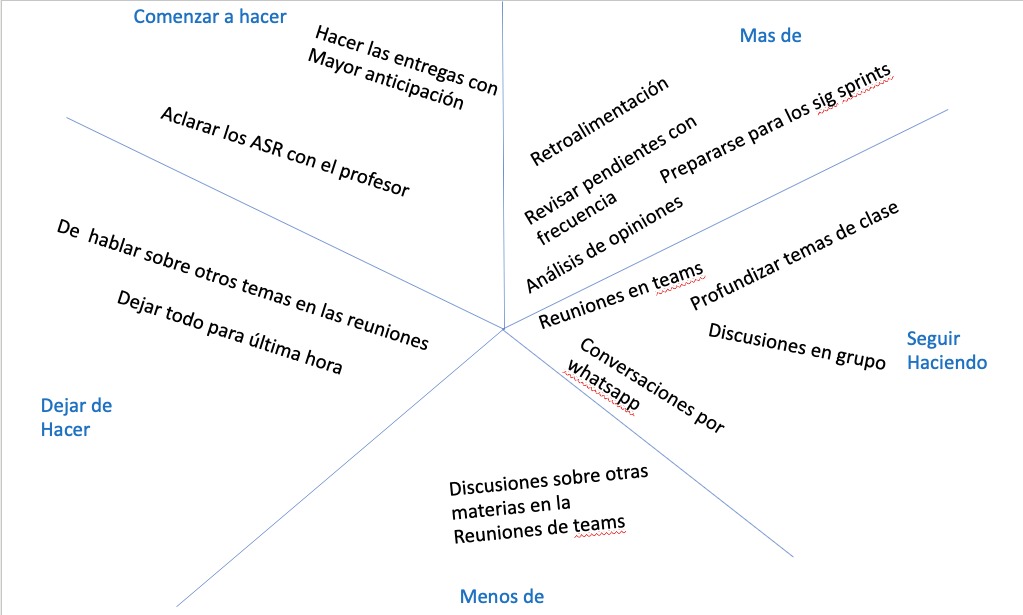 Comenzar a hacer
Hacer las entregas con
Mayor anticipación
Aclarar los ASR con el profesor
Mas de
Retroalimentación
Revisar pendientes con
frecuencia
Prepararse para los sig sprints
Análisis de opiniones
Seguir
Haciendo
Reuniones en teams
Profundizar temas de clase
Discusiones en grupo
Conversaciones por
whatsapp
Menos de
Discusiones sobre otras
materias en la
Reuniones de teams
Dejar de
Hacer
De  hablar sobre otros temas en las reuniones
Dejar todo para última hora